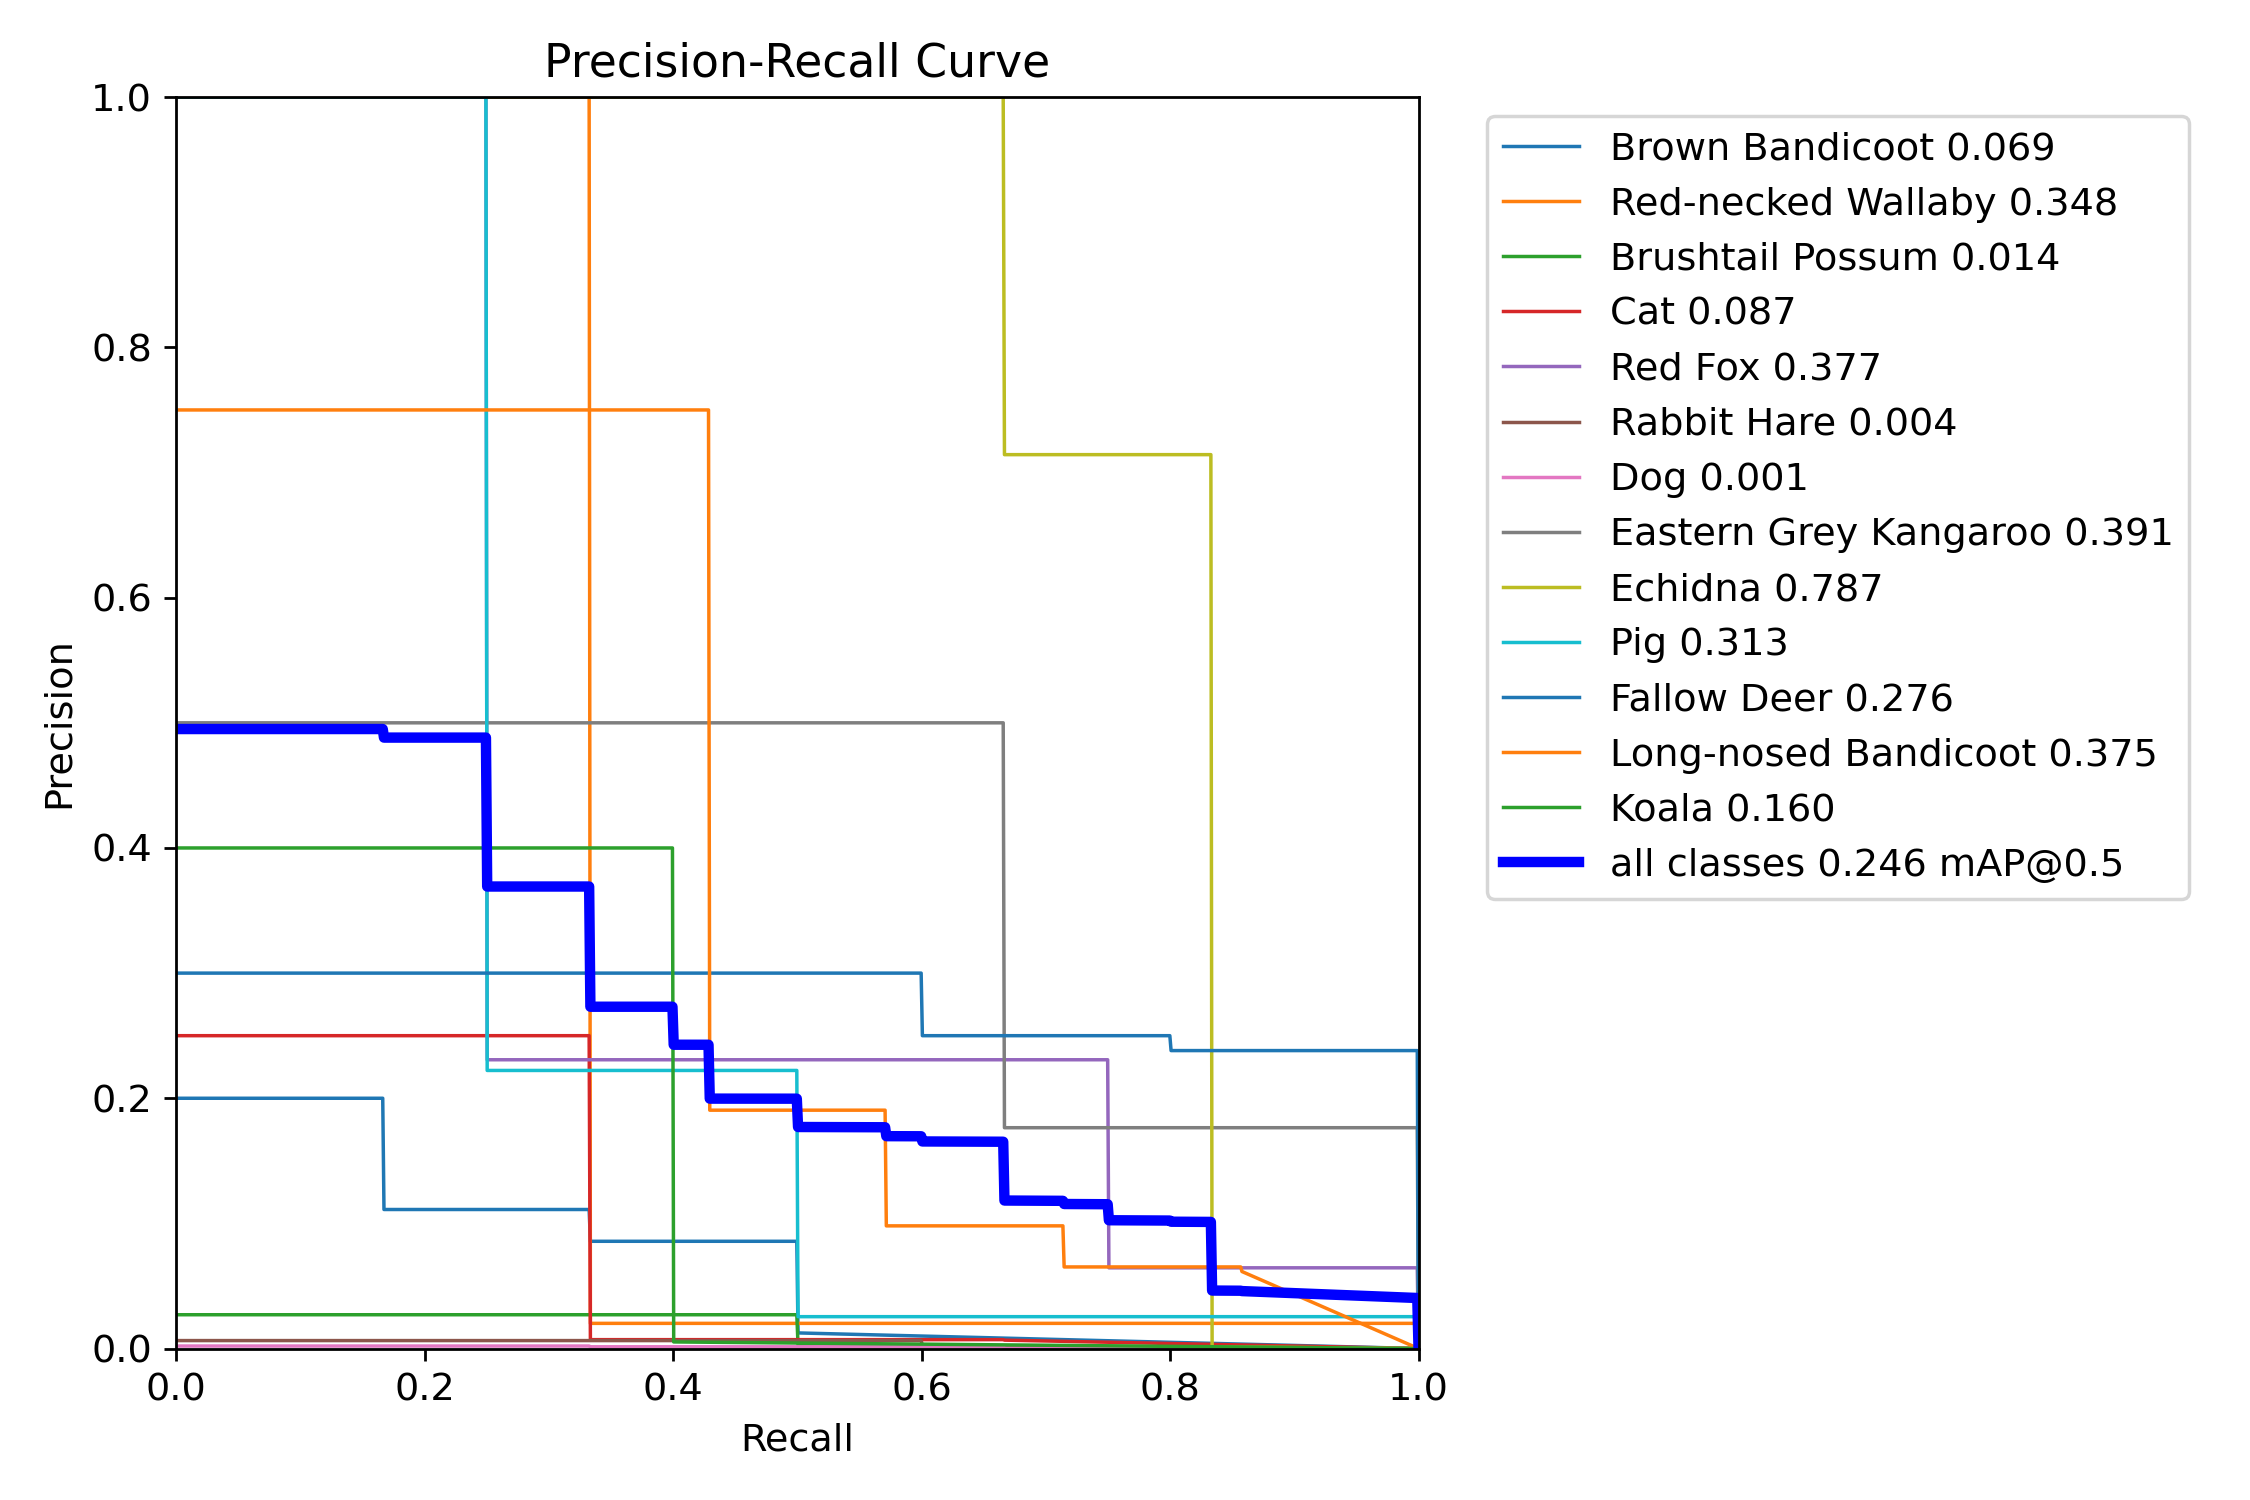 Precision-Recall Curve
1.0
0.8
0.6
0.4
0.2
0.0
Precision
0.0 0.2 0.4 0.6 0.8 1.0
Recall
Brown Bandicoot 0.069
Red-necked Wallaby 0.348
Brushtail Possum 0.014
Cat 0.087
Red Fox 0.377
Rabbit Hare 0.004
Dog 0.001
Eastern Grey Kangaroo 0.391
Echidna 0.787
Pig 0.313
Fallow Deer 0.276
Long-nosed Bandicoot 0.375
Koala 0.160
all classes 0.246 mAP@0.5